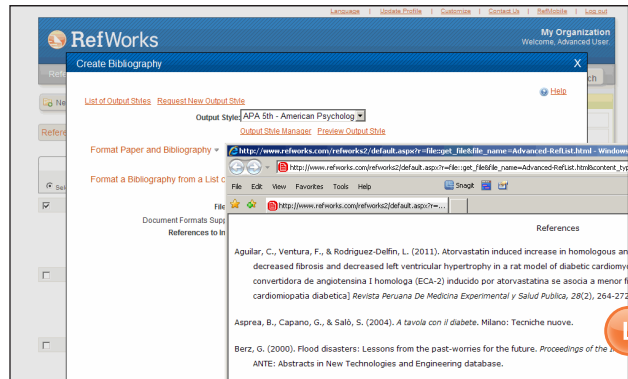 Language | Update Profile | Customize | Contact Us | RefMobile | Log out
RefWorks
My Organization
Welcome, Advanced User.
Create Bibliography X
Help
List of Output Styles Request New Output Style
Output Style: APA 5th - American Psycholog
Output Style Manager Preview Output Style
Format Paper and Bibliography
Format a Bibliography from a List o
File
Document Formats Supp
References to In
http://www.refworks.com/refworks2/default.aspx?r=file::get_file&file_name=Advanced-RefList.html - Windows
http://www.refworks.com/refworks2/default.aspx?r=file::get_file&file_name=Advanced-RefList.html&content_typ
File Edit View Favorites Tools Help Snagit
http://www.refworks.com/refworks2/default.aspx?r=...
References
Aguilar, C., Ventura, F., & Rodriguez-Delfin, L. (2011). Atorvastatin induced increase in homologous an
decreased fibrosis and decreased left ventricular hypertrophy in a rat model of diabetic cardiomyo
convertidora de angiotensina I homologa (ECA-2) inducido por atorvastatina se asocia a menor fi
cardiomiopatia diabetica] Revista Peruana De Medicina Experimental y Salud Publica, 28(2), 264-272
Asprea, B., Capano, G., & Salò, S. (2004). A tavola con il diabete. Milano: Tecniche nuove.
Berz, G. (2000). Flood disasters: Lessons from the past-worries for the future. Proceedings of the
ANTE: Abstracts in New Technologies and Engineering database.